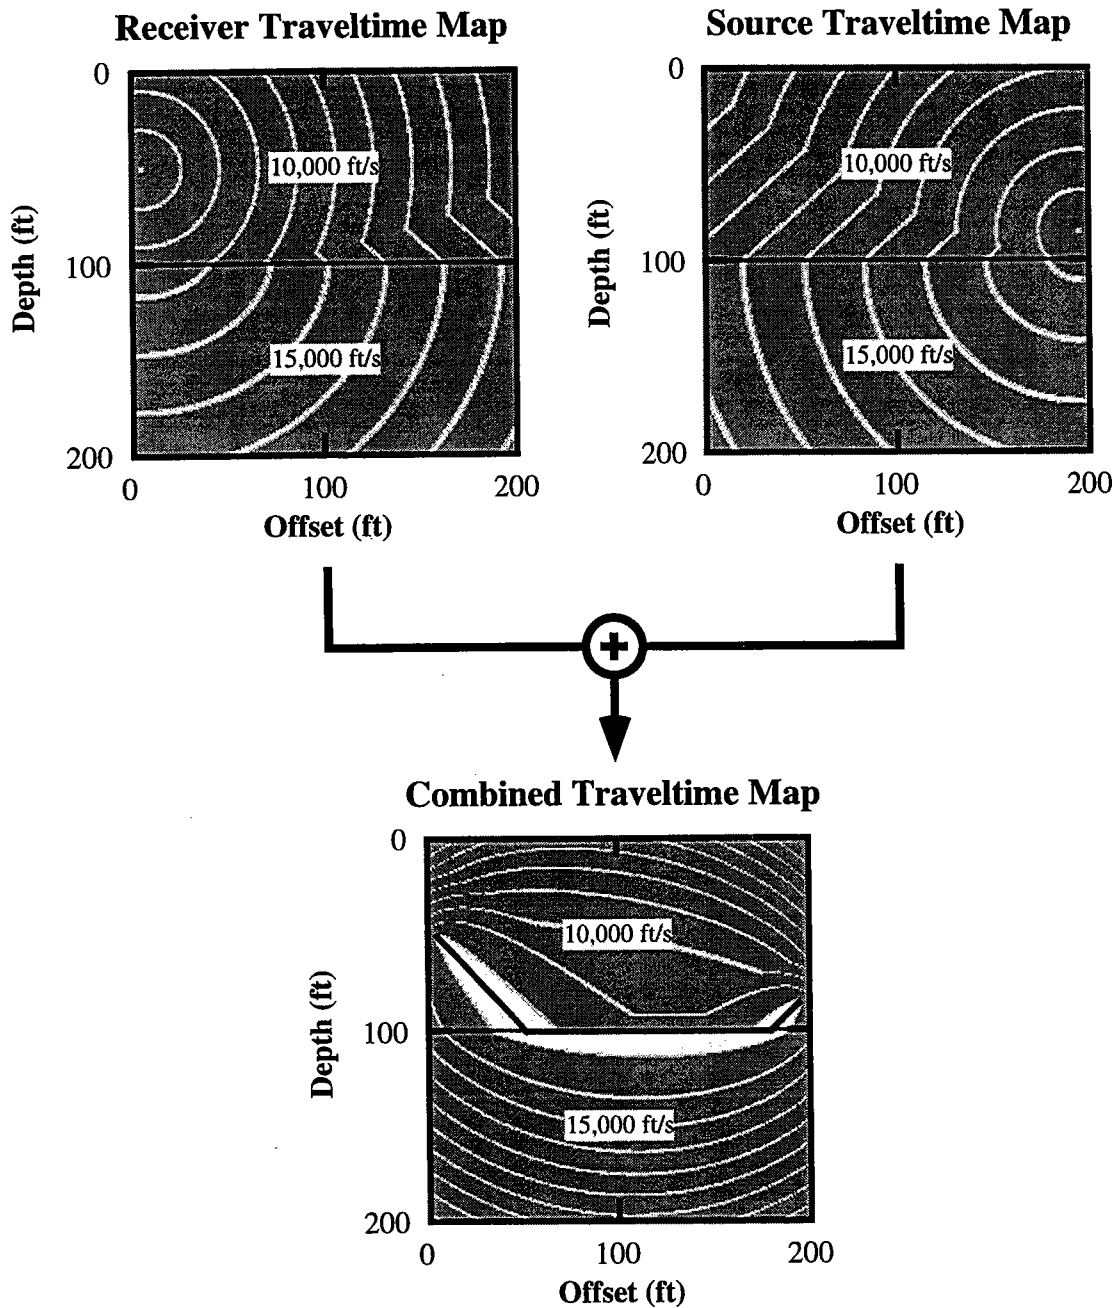 Receiver Traveltime Map
Source Traveltime Map
0
100
200
Depth (ft)
10,000 ft/s
15,000 ft/s
0
100
200
Offset (ft)
0
100
200
Depth (ft)
10,000 ft/s
15,000 ft/s
0
100
200
Offset (ft)
+
Combined Traveltime Map
0
100
200
Depth (ft)
10,000 ft/s
15,000 ft/s
0
100
200
Offset (ft)